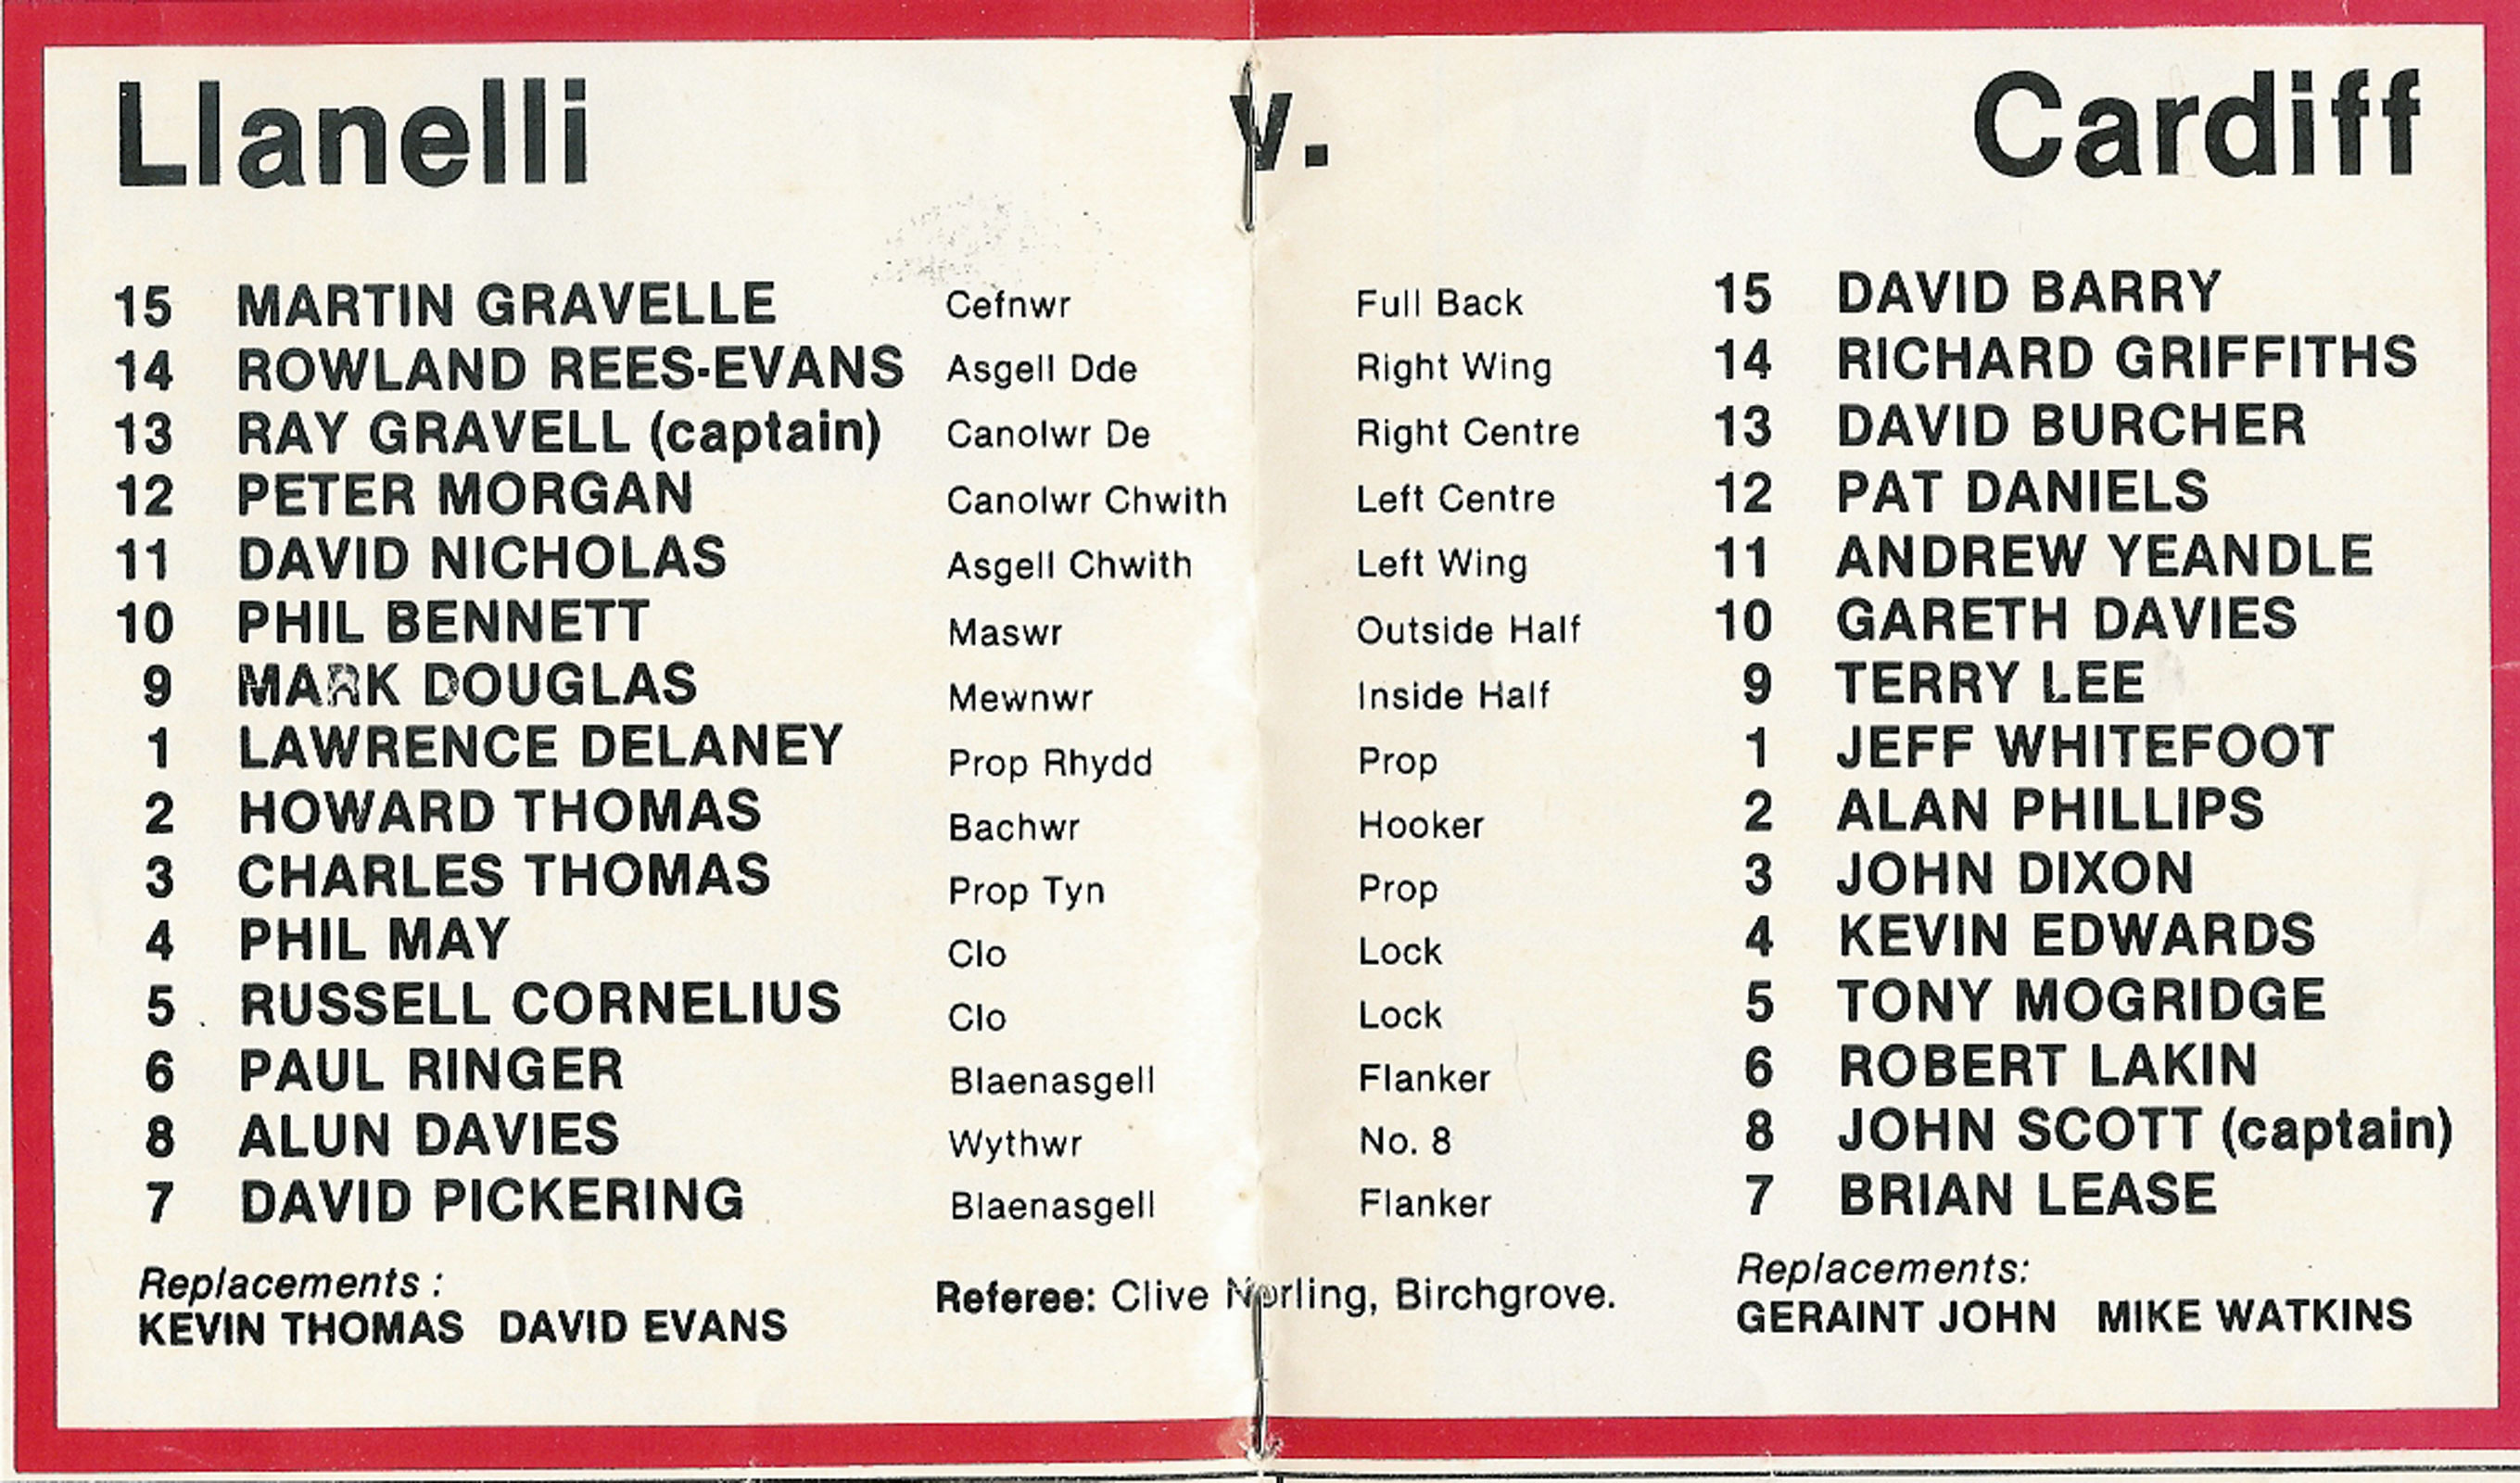 Llanelli v. Cardiff
15 MARTIN GRAVELLE Cefnwr Full Back 15 DAVID BARRY
14 ROWLAND REES-EVANS Asgell Dde Right Wing 14 RICHARD GRIFFITHS
13 RAY GRAVELL (captain) Canolwr De Right Centre 13 DAVID BURCHER
12 PETER MORGAN Canolwr Chwith Left Centre 12 PAT DANIELS
11 DAVID NICHOLAS Asgell Chwith Left Wing 11 ANDREW YEANDLE
10 PHIL BENNETT Maswr Outside Half 10 GARETH DAVIES
9 MARK DOUGLAS Mewnwr Inside Half 9 TERRY LEE
1 LAWRENCE DELANEY Prop Rhydd Prop 1 JEFF WHITEFOOT
2 HOWARD THOMAS Bachwr Hooker 2 ALAN PHILLIPS
3 CHARLES THOMAS Prop Tyn Prop 3 JOHN DIXON
4 PHIL MAY Clo Lock 4 KEVIN EDWARDS
5 RUSSELL CORNELIUS Clo Lock 5 TONY MOGRIDGE
6 PAUL RINGER Blaenasgell Flanker 6 ROBERT LAKIN
8 ALUN DAVIES Wythwr No. 8 8 JOHN SCOTT (captain)
7 DAVID PICKERING Blaenasgell Flanker 7 BRIAN LEASE
Replacements :
KEVIN THOMAS DAVID EVANS
Referee: Clive Norling, Birchgrove.
Replacements:
GERAINT JOHN MIKE WATKINS